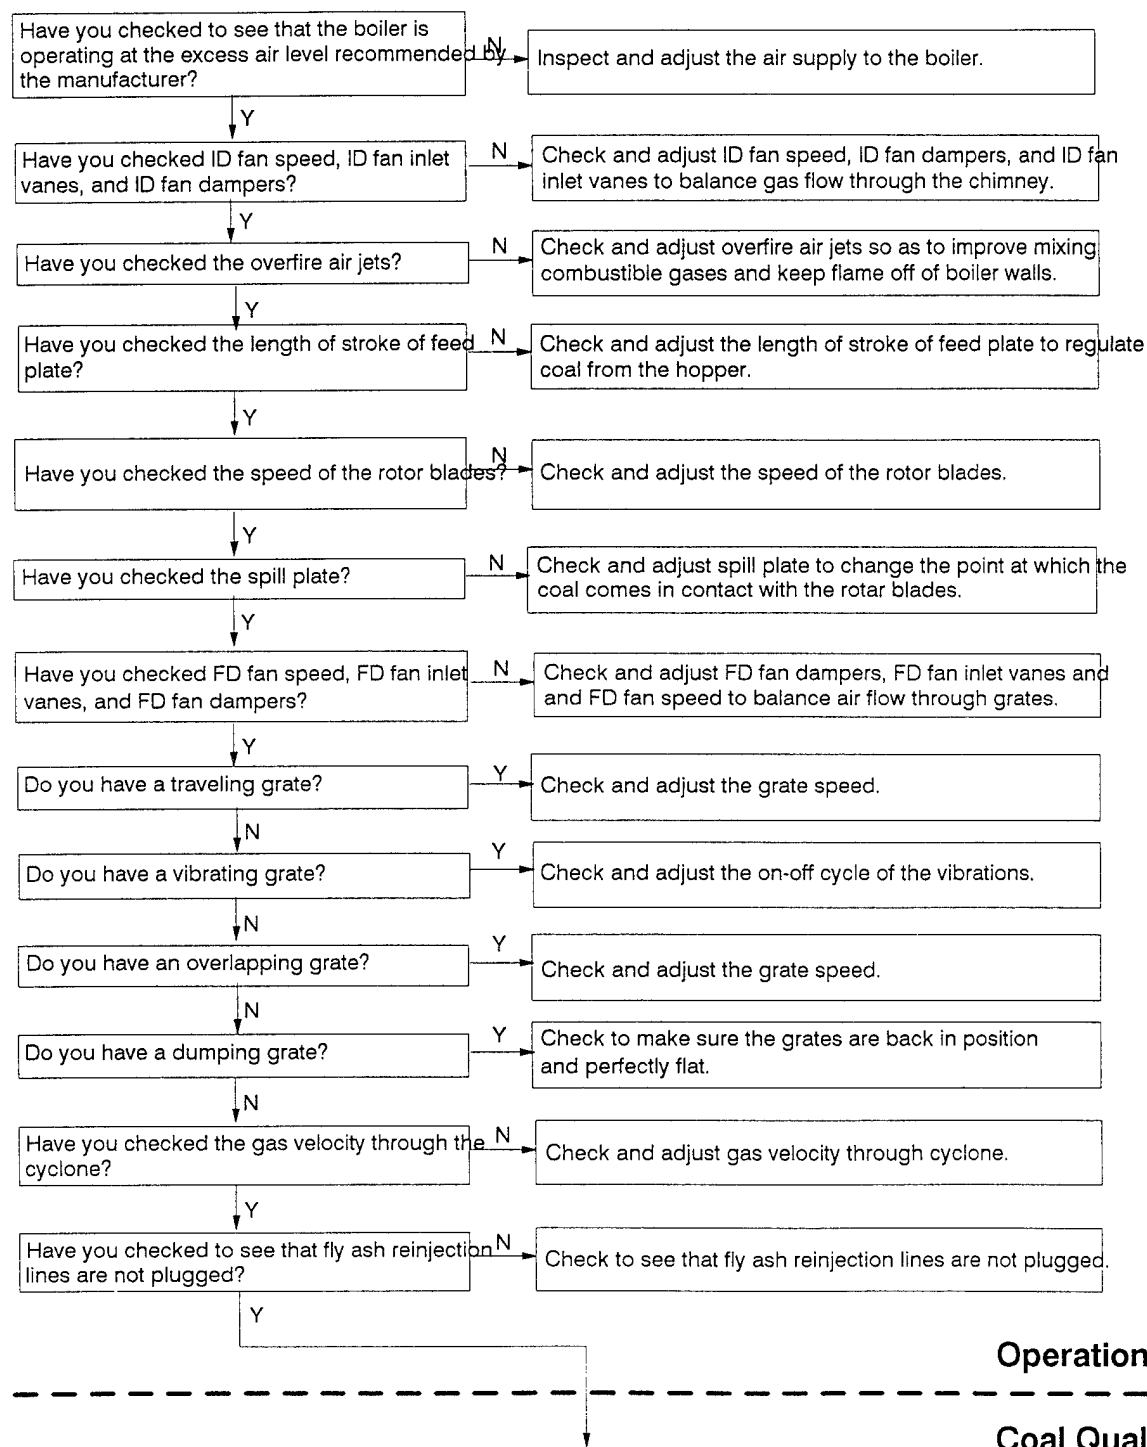 Have you checked to see that the boiler is
operating at the excess air level recommended by
the manufacturer?
N
Inspect and adjust the air supply to the boiler.
Y
Have you checked ID fan speed, ID fan inlet
vanes, and ID fan dampers?
N
Check and adjust ID fan speed, ID fan dampers, and ID fan
inlet vanes to balance gas flow through the chimney.
Y
Have you checked the overfire air jets?
N
Check and adjust overfire air jets so as to improve mixing
combustible gases and keep flame off of boiler walls.
Y
Have you checked the length of stroke of feed
plate?
N
Check and adjust the length of stroke of feed plate to regulate
coal from the hopper.
Y
Have you checked the speed of the rotor blades?
N
Check and adjust the speed of the rotor blades.
Y
Have you checked the spill plate?
N
Check and adjust spill plate to change the point at which the
coal comes in contact with the rotar blades.
Y
Have you checked FD fan speed, FD fan inlet
vanes, and FD fan dampers?
N
Check and adjust FD fan dampers, FD fan inlet vanes and
and FD fan speed to balance air flow through grates.
Y
Do you have a traveling grate?
Y
Check and adjust the grate speed.
N
Do you have a vibrating grate?
Y
Check and adjust the on-off cycle of the vibrations.
N
Do you have an overlapping grate?
Y
Check and adjust the grate speed.
N
Do you have a dumping grate?
Y
Check to make sure the grates are back in position
and perfectly flat.
N
Have you checked the gas velocity through the
cyclone?
N
Check and adjust gas velocity through cyclone.
Y
Have you checked to see that fly ash reinjection
lines are not plugged?
N
Check to see that fly ash reinjection lines are not plugged.
Y
Operation
Coal Qual